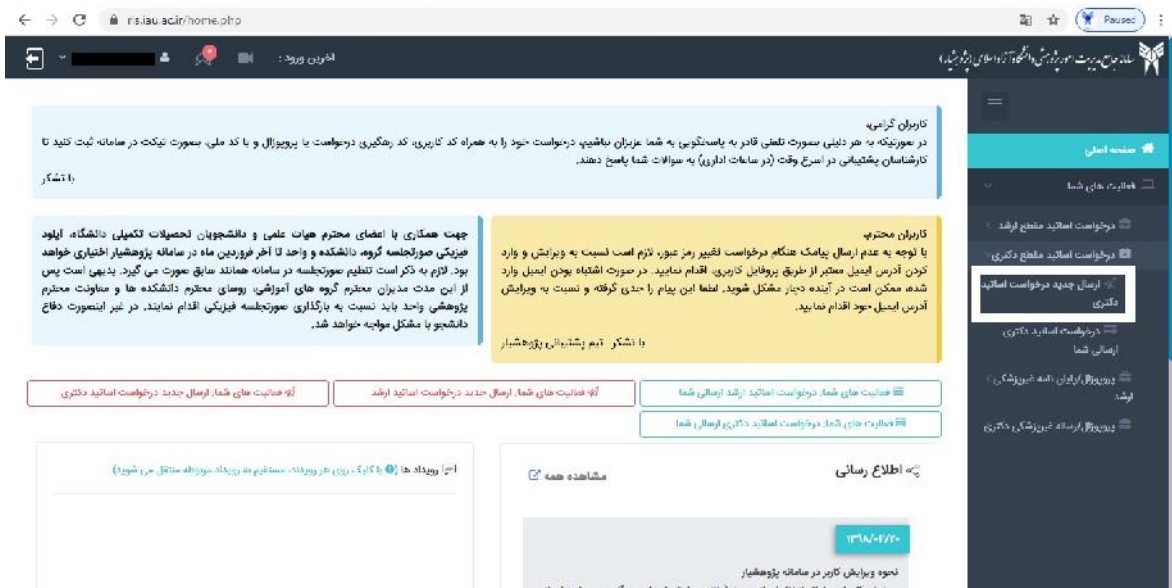 ris.iau.ac.ir/home.php
Paused
سامانه جامع مدیریت امور پژوهشی دانشگاه آزاد اسلامی (پژوهشیار)
آخرین ورود :
صفحه اصلی
فعالیت های شما
درخواست اساتید مقطع ارشد
درخواست اساتید مقطع دکتری
ارسال جدید درخواست اساتید
دکتری
درخواست اساتید دکتری
ارسالی شما
پروپوزال/پایان نامه غیرپزشکی
ارشد
پروپوزال/رساله غیرپزشکی دکتری
کاربران گرامی،
در صورتیکه به هر دلیلی بصورت تلفنی قادر به پاسخگویی به شما عزیزان نباشیم، درخواست خود را به همراه کد کاربری، کد رهگیری درخواست یا پروپوزال و یا کد ملی، بصورت تیکت در سامانه ثبت کنید تا
کارشناسان پشتیبانی در اسرع وقت (در ساعات اداری) به سوالات شما پاسخ دهند.
با تشکر
کاربران محترم،
با توجه به عدم ارسال پیامک هنگام درخواست تغییر رمز عبور، لازم است نسبت به ویرایش و وارد
کردن آدرس ایمیل معتبر از طریق پروفایل کاربری، اقدام نمایید. در صورت اشتباه بودن ایمیل وارد
شده، ممکن است در آینده دچار مشکل شوید. لطفا این پیام را جدی گرفته و نسبت به ویرایش
آدرس ایمیل خود اقدام نمایید.
با تشکر تیم پشتیبانی پژوهشیار
جهت همکاری با اعضای محترم هیات علمی و دانشجویان تحصیلات تکمیلی دانشگاه، آپلود
فیزیکی صورتجلسه گروه، دانشکده و واحد تا آخر فروردین ماه در سامانه پژوهشیار اختیاری خواهد
بود. لازم به ذکر است تنظیم صورتجلسه در سامانه همانند سابق صورت می گیرد. بدیهی است پس
از این مدت مدیران محترم گروه های آموزشی، روسای محترم دانشکده ها و معاونت محترم
پژوهشی واحد باید نسبت به بارگذاری صورتجلسه فیزیکی اقدام نمایند. در غیر اینصورت دفاع
دانشجو با مشکل مواجه خواهد شد.
فعالیت های شما، درخواست اساتید ارشد ارسالی شما
فعالیت های شما، ارسال جدید درخواست اساتید ارشد
فعالیت های شما، ارسال جدید درخواست اساتید دکتری
فعالیت های شما، درخواست اساتید دکتری ارسالی شما
اطلاع رسانی
مشاهده همه
رویداد ها (با کلیک روی هر رویداد، مستقیم به رویداد مربوطه منتقل می شوید)
نحوه ویرایش کاربر در سامانه پژوهشیار